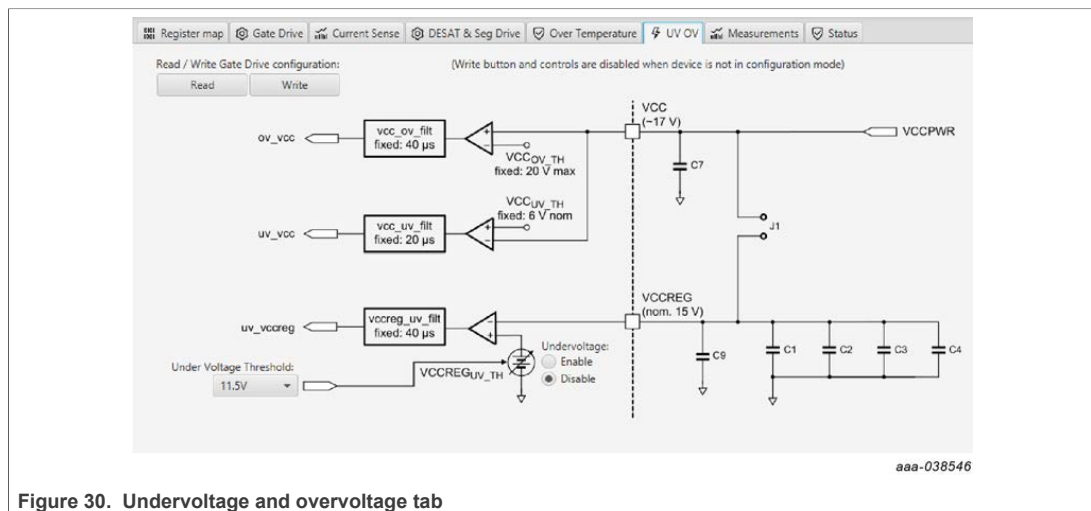 Register map Gate Drive Current Sense DESAT & Seg Drive Over Temperature UV OV Measurements Status
Read / Write Gate Drive configuration:
(Write button and controls are disabled when device is not in configuration mode)
Read Write
VCC
(~17 V)
ov_vcc
vcc_ov_filt
fixed: 40 µs
+
−
VCCOV_TH
fixed: 20 V max
VCCPWR
C7
VCCUV_TH
fixed: 6 V nom
uv_vcc
vcc_uv_filt
fixed: 20 µs
+
−
J1
VCCREG
(nom. 15 V)
uv_vccreg
vccreg_uv_filt
fixed: 40 µs
−
+
C9
C1
C2
C3
C4
Undervoltage:
Enable
Disable
Under Voltage Threshold:
11.5V
VCCREGUV_TH
aaa-038546
Figure 30. Undervoltage and overvoltage tab